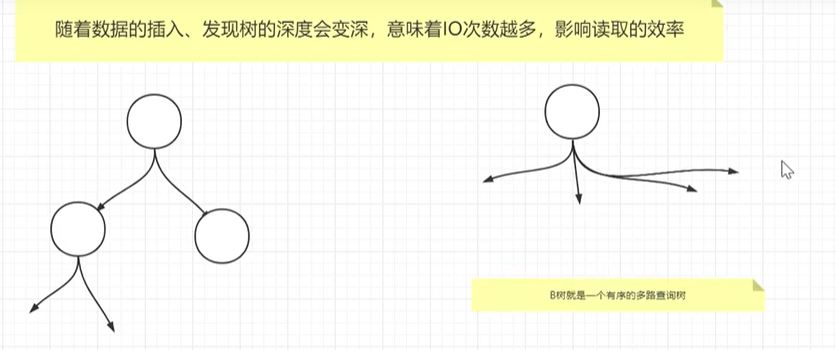 随着数据的插入、发现树的深度会变深，意味着IO次数越多，影响读取的效率
B树就是一个有序的多路查询树